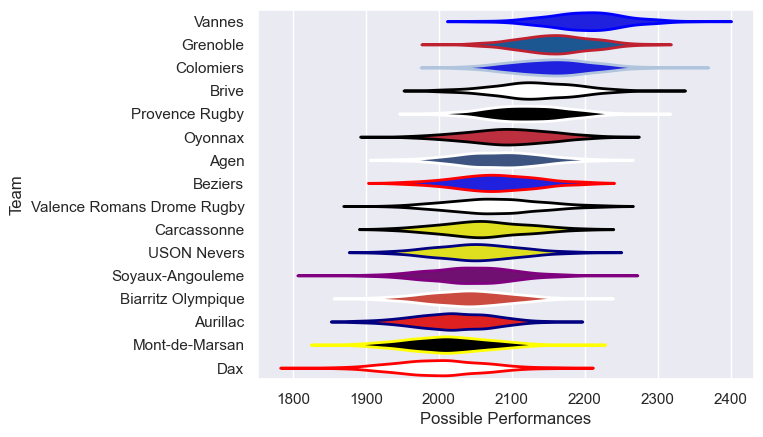 Vannes
Grenoble
Colomiers
Brive
Provence Rugby
Oyonnax
Agen
Beziers
Valence Romans Drome Rugby
Carcassonne
USON Nevers
Soyaux-Angouleme
Biarritz Olympique
Aurillac
Mont-de-Marsan
Dax
Team
1800 1900 2000 2100 2200 2300 2400
Possible Performances